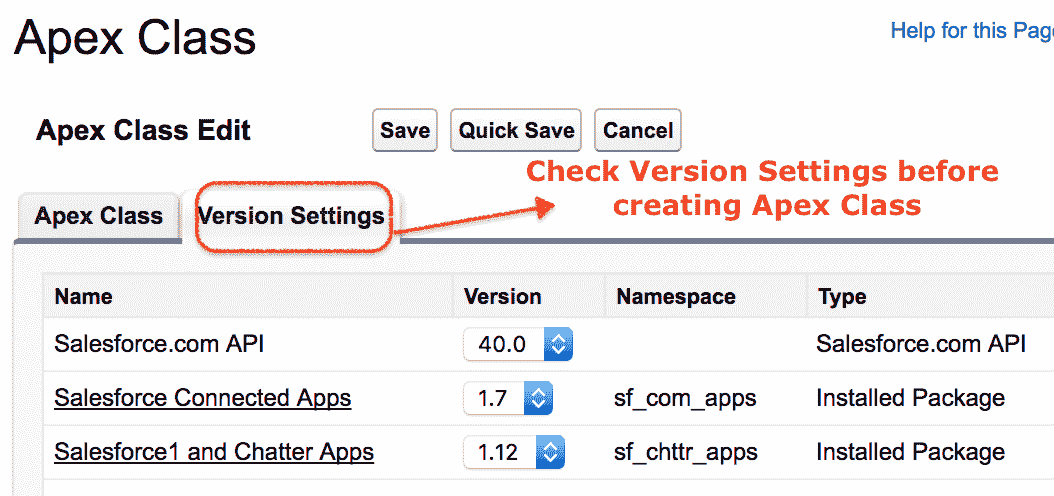 Apex Class
Help for this Pag
Apex Class Edit
Save
Quick Save
Cancel
Check Version Settings before
creating Apex Class
Apex Class
Version Settings
Name Version Namespace Type
Salesforce.com API 40.0 Salesforce.com API
Salesforce Connected Apps 1.7 sf_com_apps Installed Package
Salesforce1 and Chatter Apps 1.12 sf_chttr_apps Installed Package